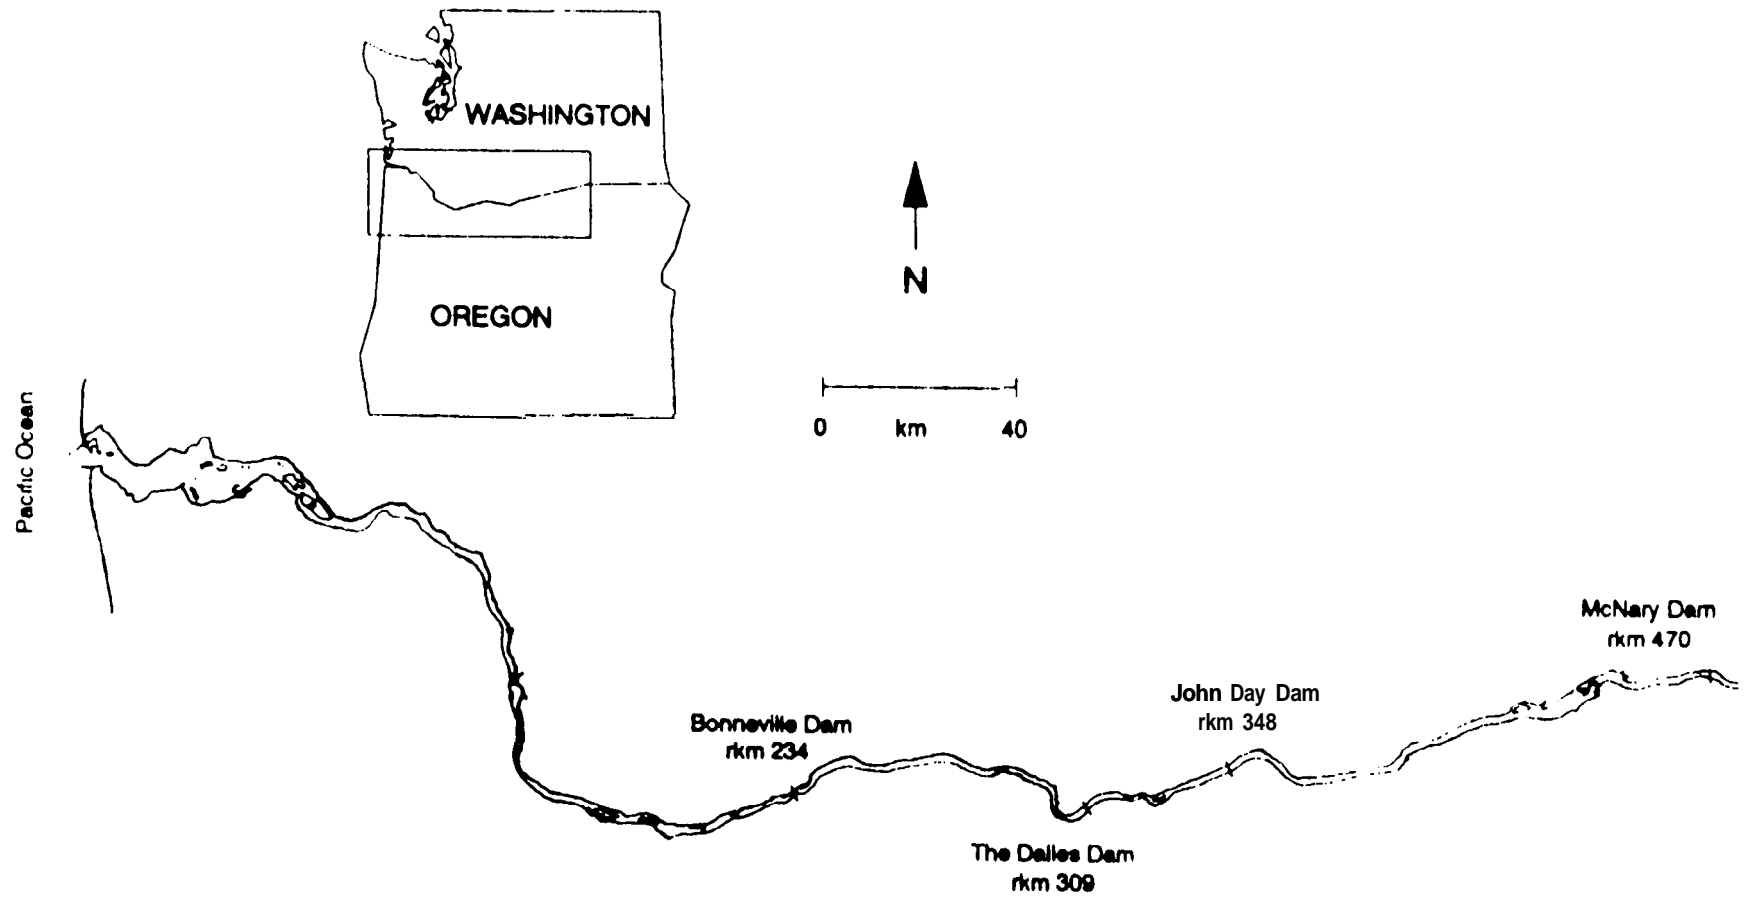 WASHINGTON
OREGON
N
0 km 40
Pacific Ocean
McNary Dam
rkm 470
John Day Dam
rkm 348
Bonneville Dam
rkm 234
The Dalles Dam
rkm 309